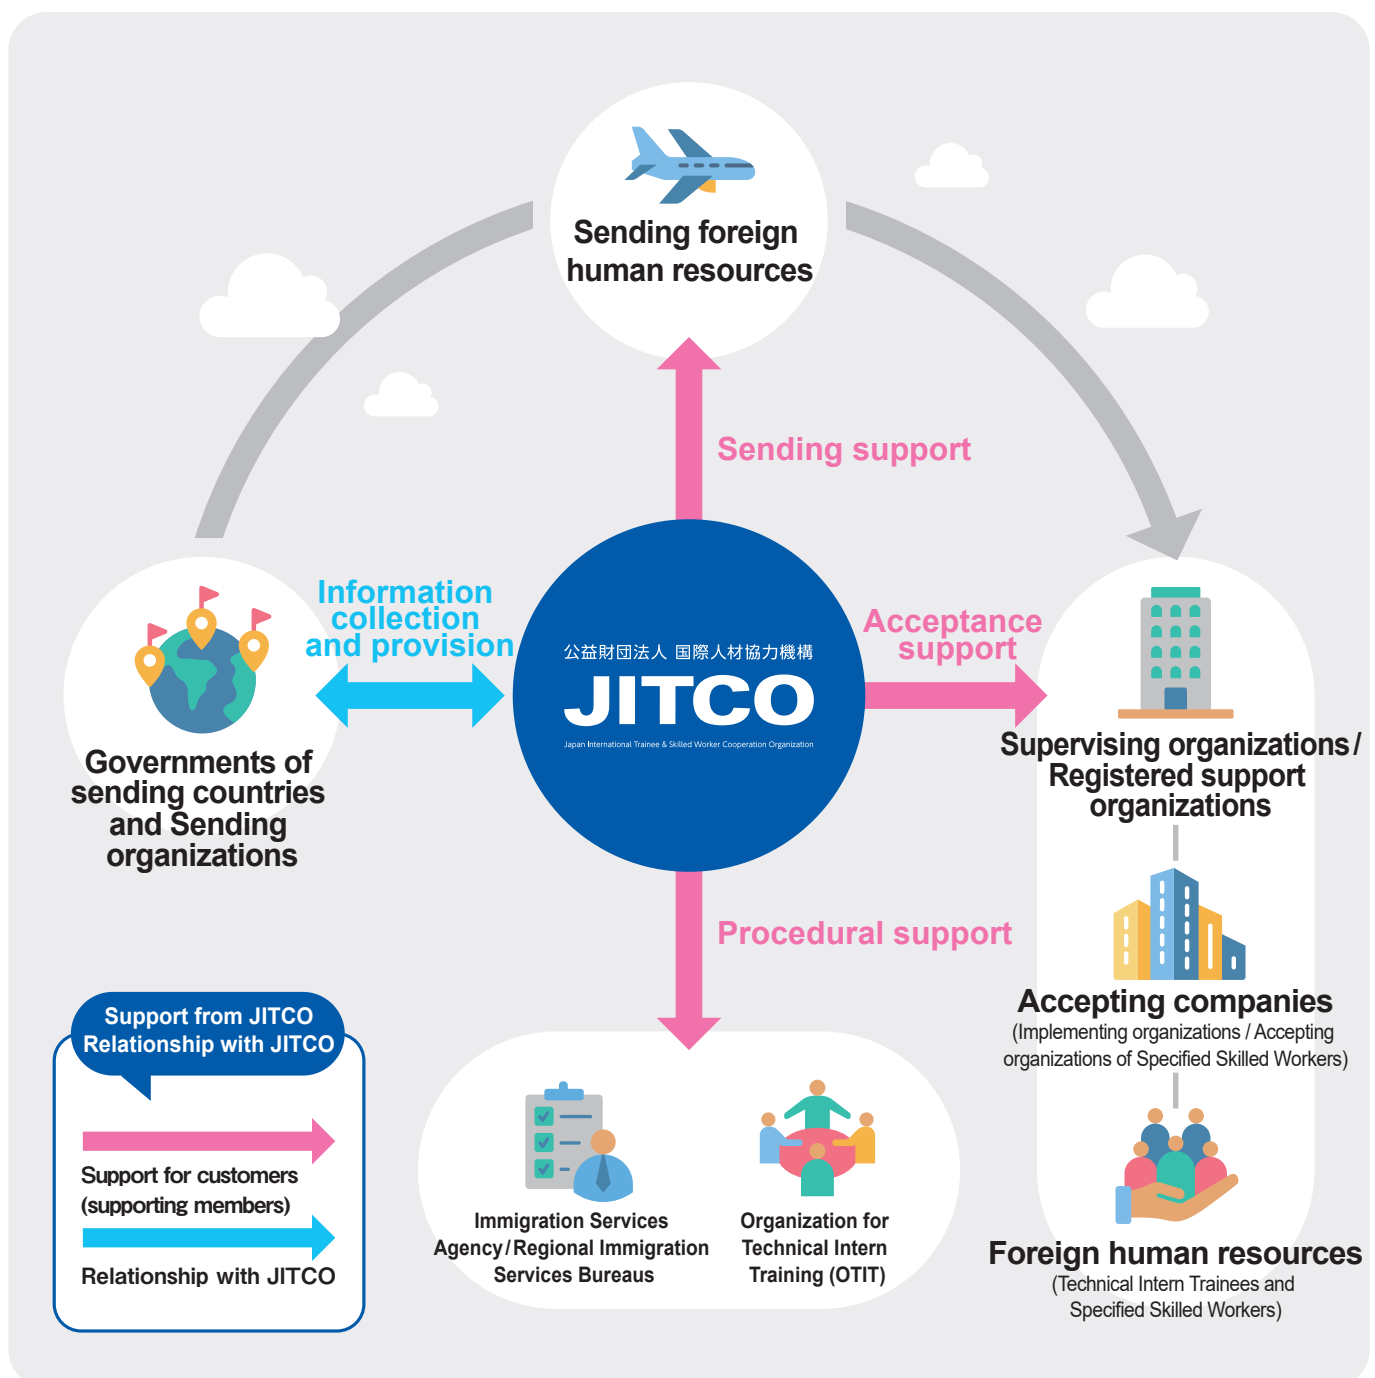 Sending foreign
human resources
Sending support
Information
collection
and provision
Acceptance
support
公益財団法人 国際人材協力機構
JITCO
Japan International Trainee & Skilled Worker Cooperation Organization
Governments of
sending countries
and Sending
organizations
Supervising organizations /
Registered support
organizations
Procedural support
Accepting companies
(Implementing organizations / Accepting
organizations of Specified Skilled Workers)
Support from JITCO
Relationship with JITCO
Support for customers
(supporting members)
Relationship with JITCO
Immigration Services
Agency / Regional Immigration
Services Bureaus
Organization for
Technical Intern
Training (OTIT)
Foreign human resources
(Technical Intern Trainees and
Specified Skilled Workers)